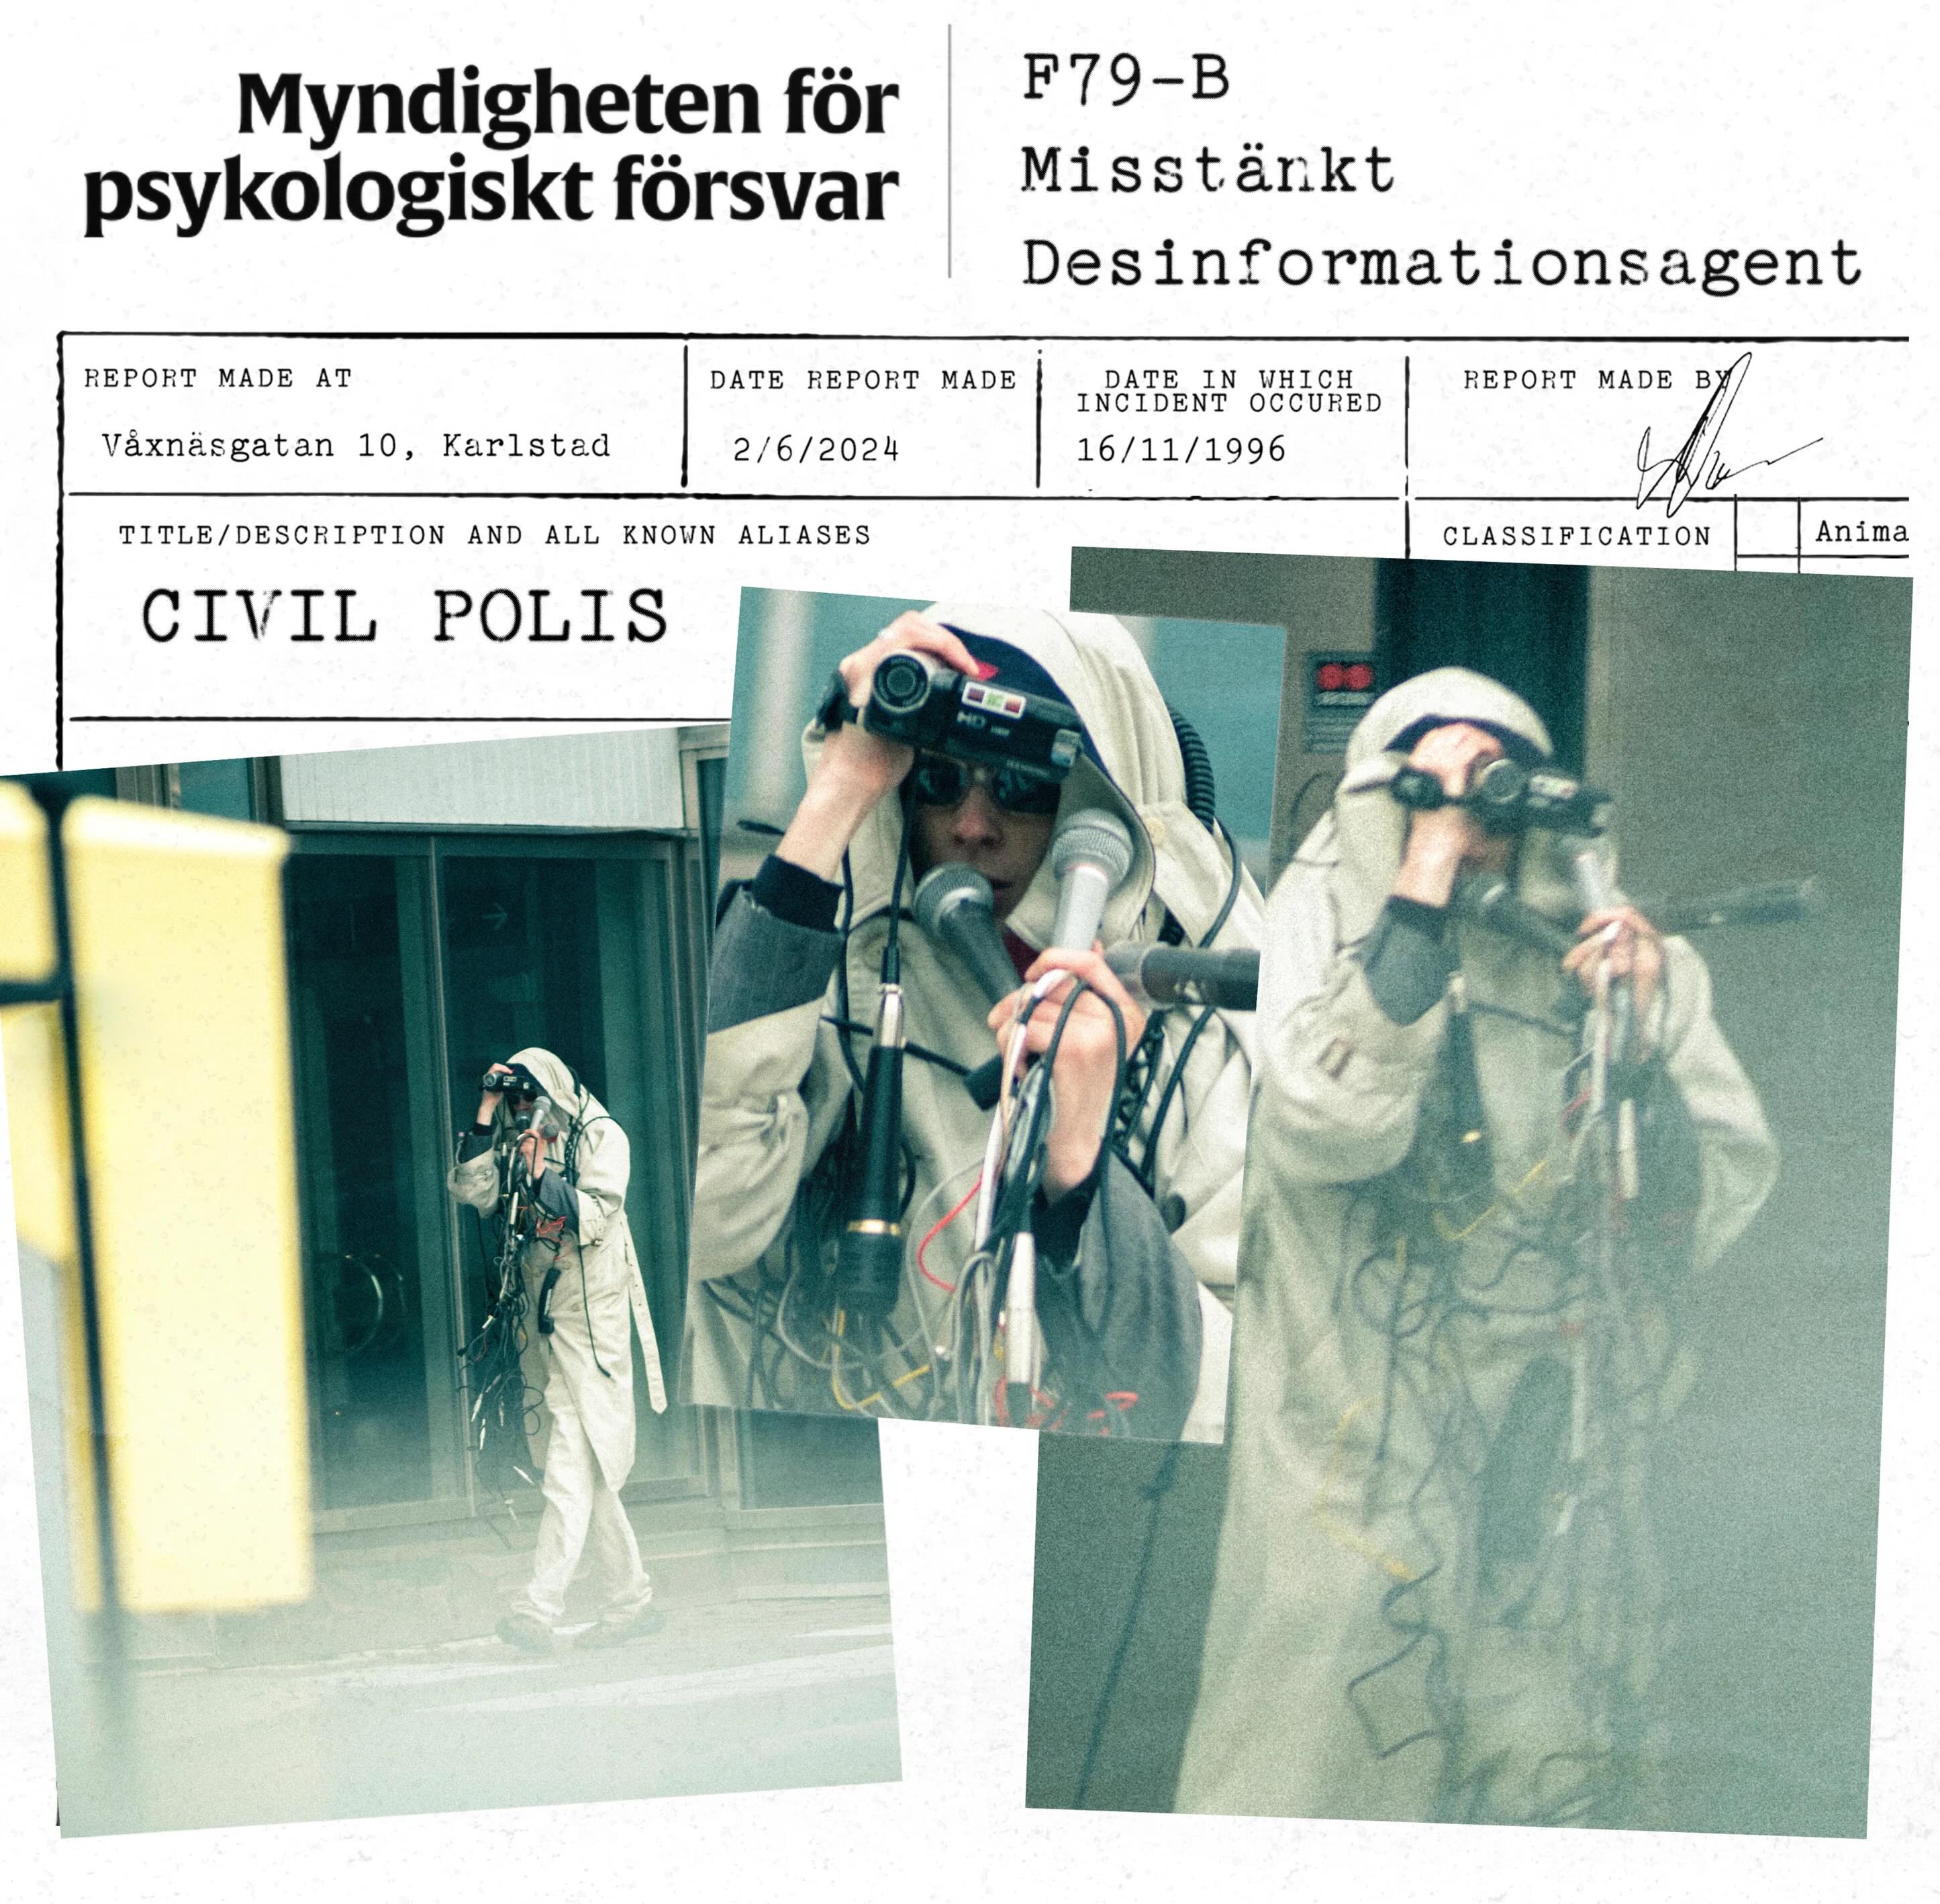 Myndigheten för
psykologiskt försvar
F79-B
Misstänkt
Desinformationsagent
REPORT MADE AT
Våxnäsgatan 10, Karlstad
DATE REPORT MADE
2/6/2024
DATE IN WHICH
INCIDENT OCCURED
16/11/1996
REPORT MADE BY
TITLE/DESCRIPTION AND ALL KNOWN ALIASES
CIVIL POLIS
CLASSIFICATION
Anima
HD